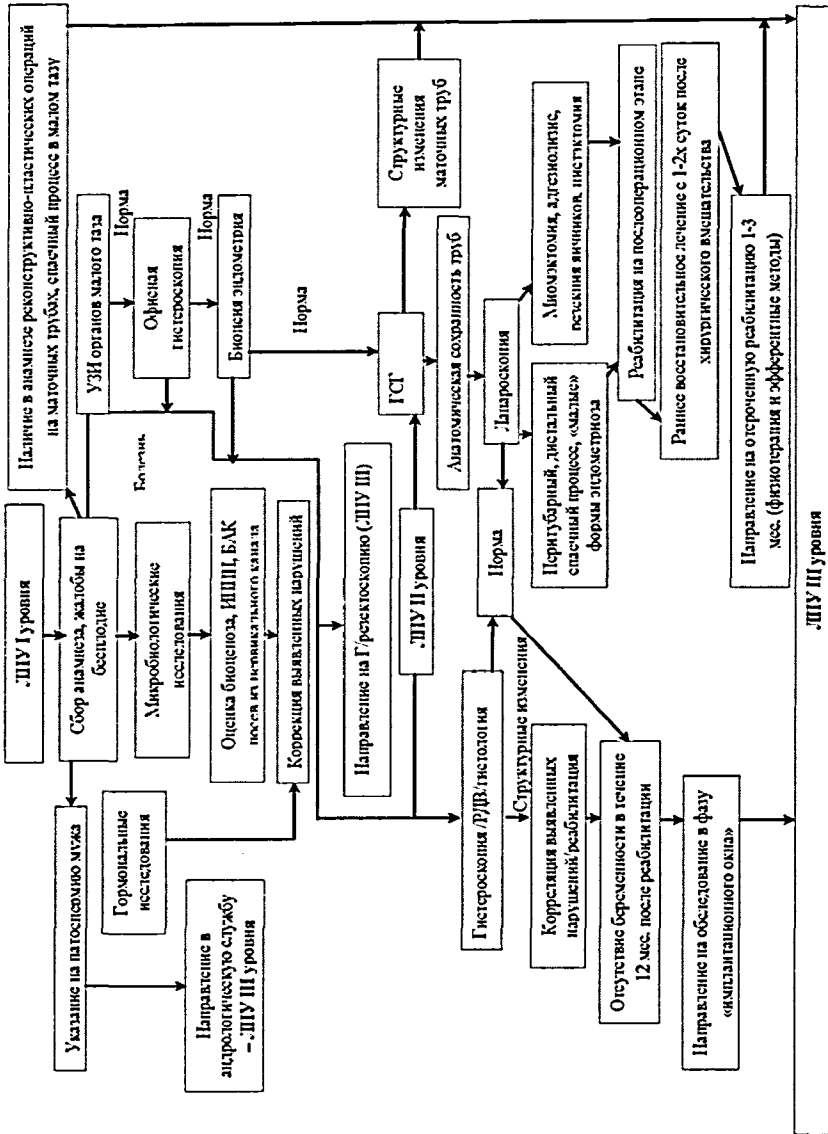 ЛПУ I уровня
Сбор анамнеза, жалобы на
бесплодие
Наличие в анамнезе реконструктивно-пластических операций
на маточных трубах, спаечный процесс в малом тазу
Указание на патоспермию мужа
Направление в
андрологическую службу
– ЛПУ III уровня
Гормональные
исследования
Микробиологические
исследования
Оценка биоценоза, ИППП, БАК
посев из цервикального канала
Коррекция выявленных нарушений
УЗИ органов малого таза
Норма
Болезнь
Офисная
гистероскопия
Норма
Биопсия эндометрия
Норма
Направление на Г/резектоскопию (ЛПУ III)
ЛПУ II уровня
ГСГ
Структурные
изменения
маточных труб
Анатомическая сохранность труб
Лапароскопия
Норма
Гистероскопия /РДВ/гистология
Структурные изменения
Корреляция выявленных
нарушений/реабилитация
Перитубарный, дистальный
спаечный процесс, «малые»
формы эндометриоза
Миомэктомия, адгезиолизис,
резекция яичников, цистэктомия
Реабилитация на послеоперационном этапе
Раннее восстановительное лечение с 1-2х суток после
хирургического вмешательства
Отсутствие беременности в течение
12 мес. после реабилитации
Направление на обследование в фазу
«имплантационного окна»
Направление на отсроченную реабилитацию 1-3
мес. (физиотерапия и эфферентные методы)
ЛПУ III уровня